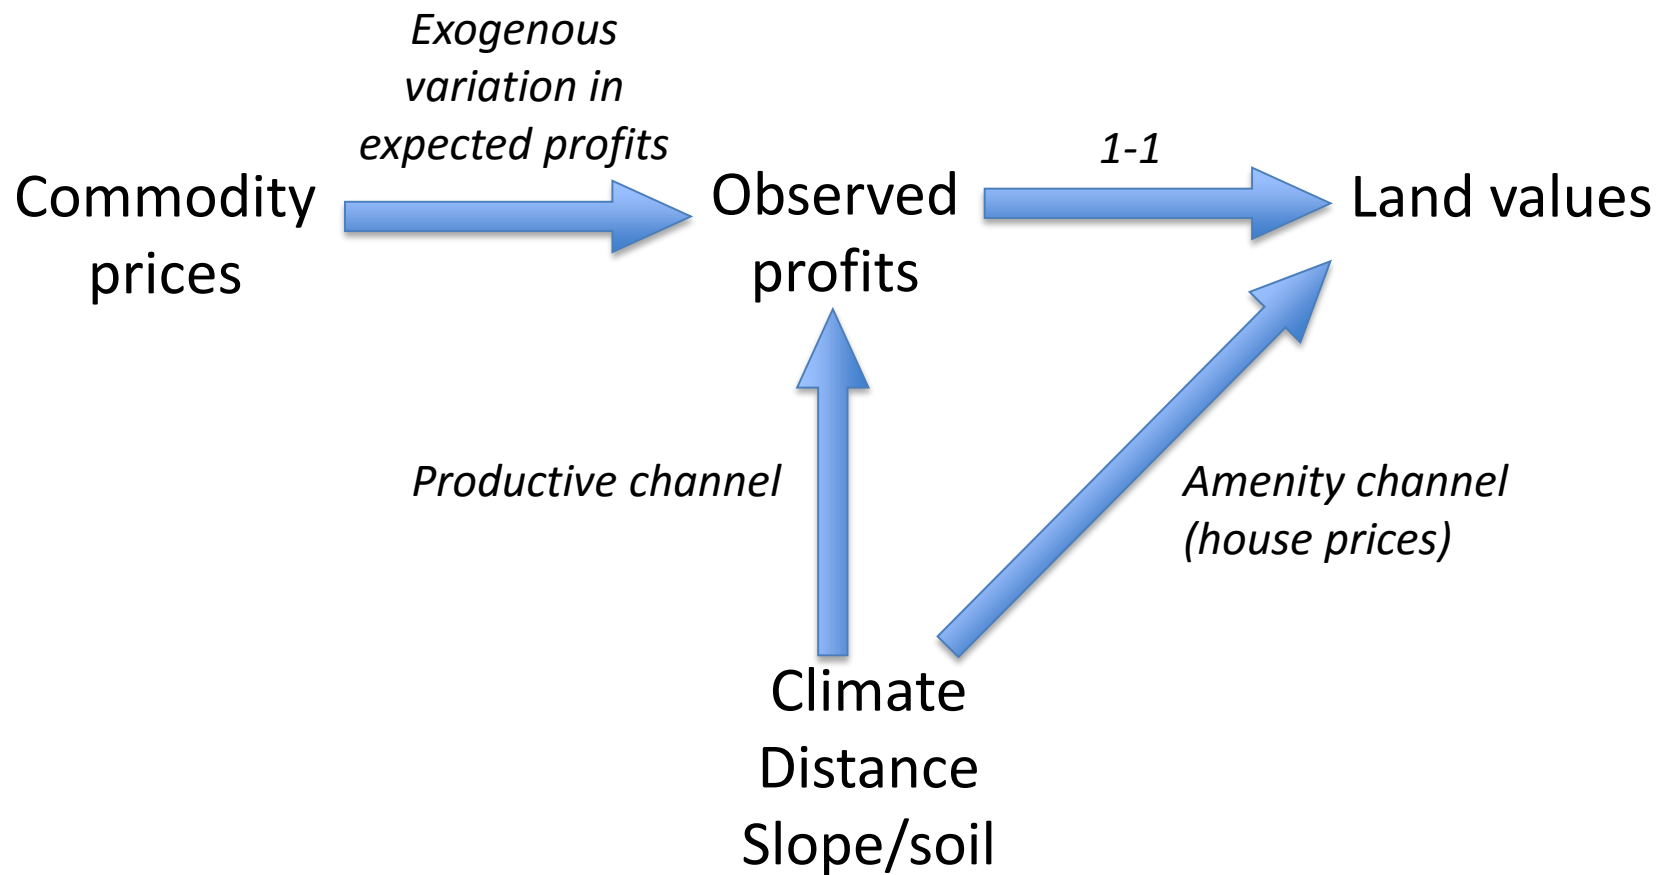 Exogenous
variation in
expected profits
Commodity
prices
Observed
profits
1-1
Land values
Productive channel
Amenity channel
(house prices)
Climate
Distance
Slope/soil